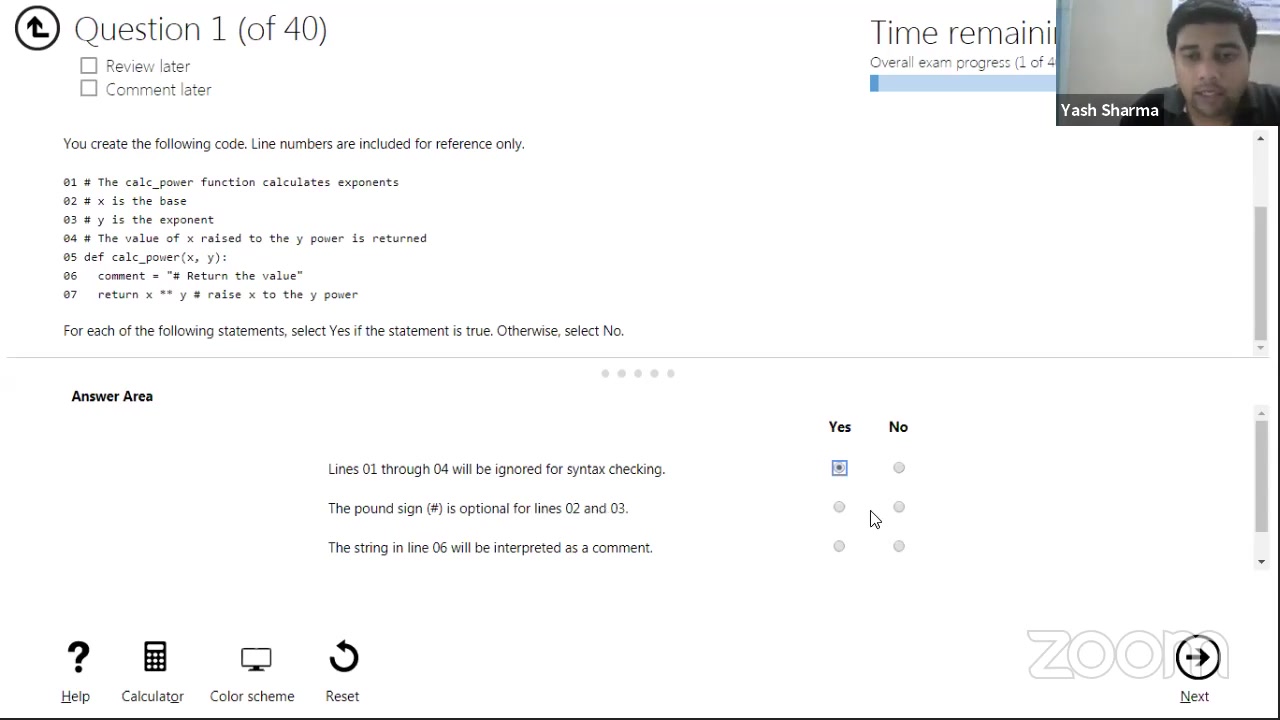 Question 1 (of 40)
Review later
Comment later
Time remaini
Overall exam progress (1 of 4
Yash Sharma
You create the following code. Line numbers are included for reference only.
01 # The calc_power function calculates exponents
02 # x is the base
03 # y is the exponent
04 # The value of x raised to the y power is returned
05 def calc_power(x, y):
06   comment = "# Return the value"
07   return x ** y # raise x to the y power
For each of the following statements, select Yes if the statement is true. Otherwise, select No.
Answer Area
Yes No
Lines 01 through 04 will be ignored for syntax checking.
The pound sign (#) is optional for lines 02 and 03.
The string in line 06 will be interpreted as a comment.
Help
Calculator
Color scheme
Reset
zoom
Next